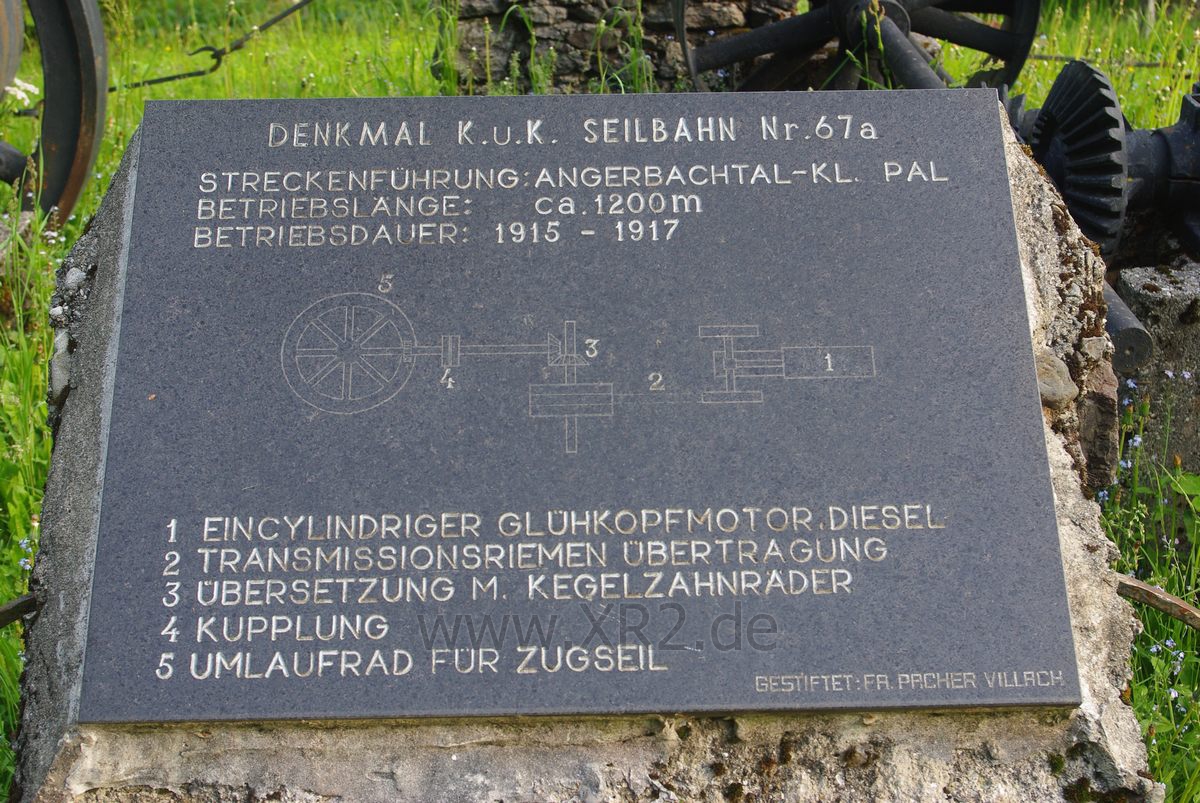 DENKMAL K.u.K. SEILBAHN Nr.67a
STRECKENFÜHRUNG: ANGERBACHTAL-KL. PAL
BETRIEBSLÄNGE: ca. 1200m
BETRIEBSDAUER: 1915 - 1917
5
3
4
2
1
1 EINCYLINDRIGER GLÜHKOPFMOTOR.DIESEL
2 TRANSMISSIONSRIEMEN ÜBERTRAGUNG
3 ÜBERSETZUNG M. KEGELZAHNRÄDER
4 KUPPLUNG
www.XR2.de
5 UMLAUFRAD FÜR ZUGSEIL
GESTIFTET: FA. PACHER VILLACH